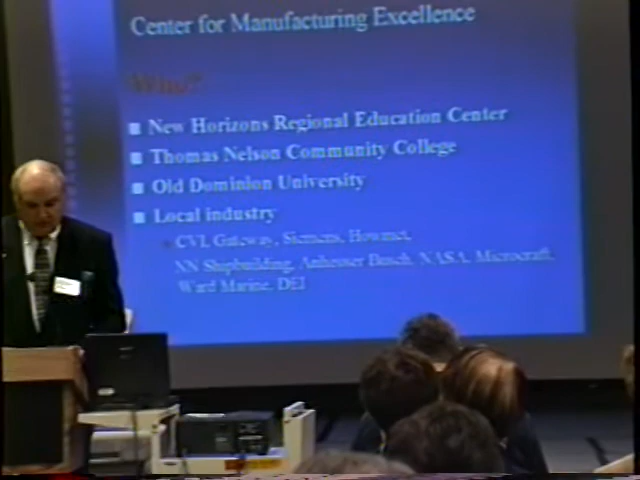 Center for Manufacturing Excellence
Who?
New Horizons Regional Education Center
Thomas Nelson Community College
Old Dominion University
Local industry
CVI, Gateway, Siemens, Howmet,
NN Shipbuilding, Anheuser Busch, NASA, Microcraft,
Ward Marine, DEI